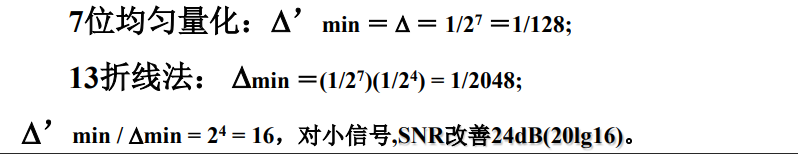 7位均匀量化：Δ’ min = Δ = 1/2⁷ =1/128;
13折线法： Δmin =(1/2⁷)(1/2⁴) = 1/2048;
Δ’ min / Δmin = 2⁴ = 16，对小信号,SNR改善24dB(20lg16)。